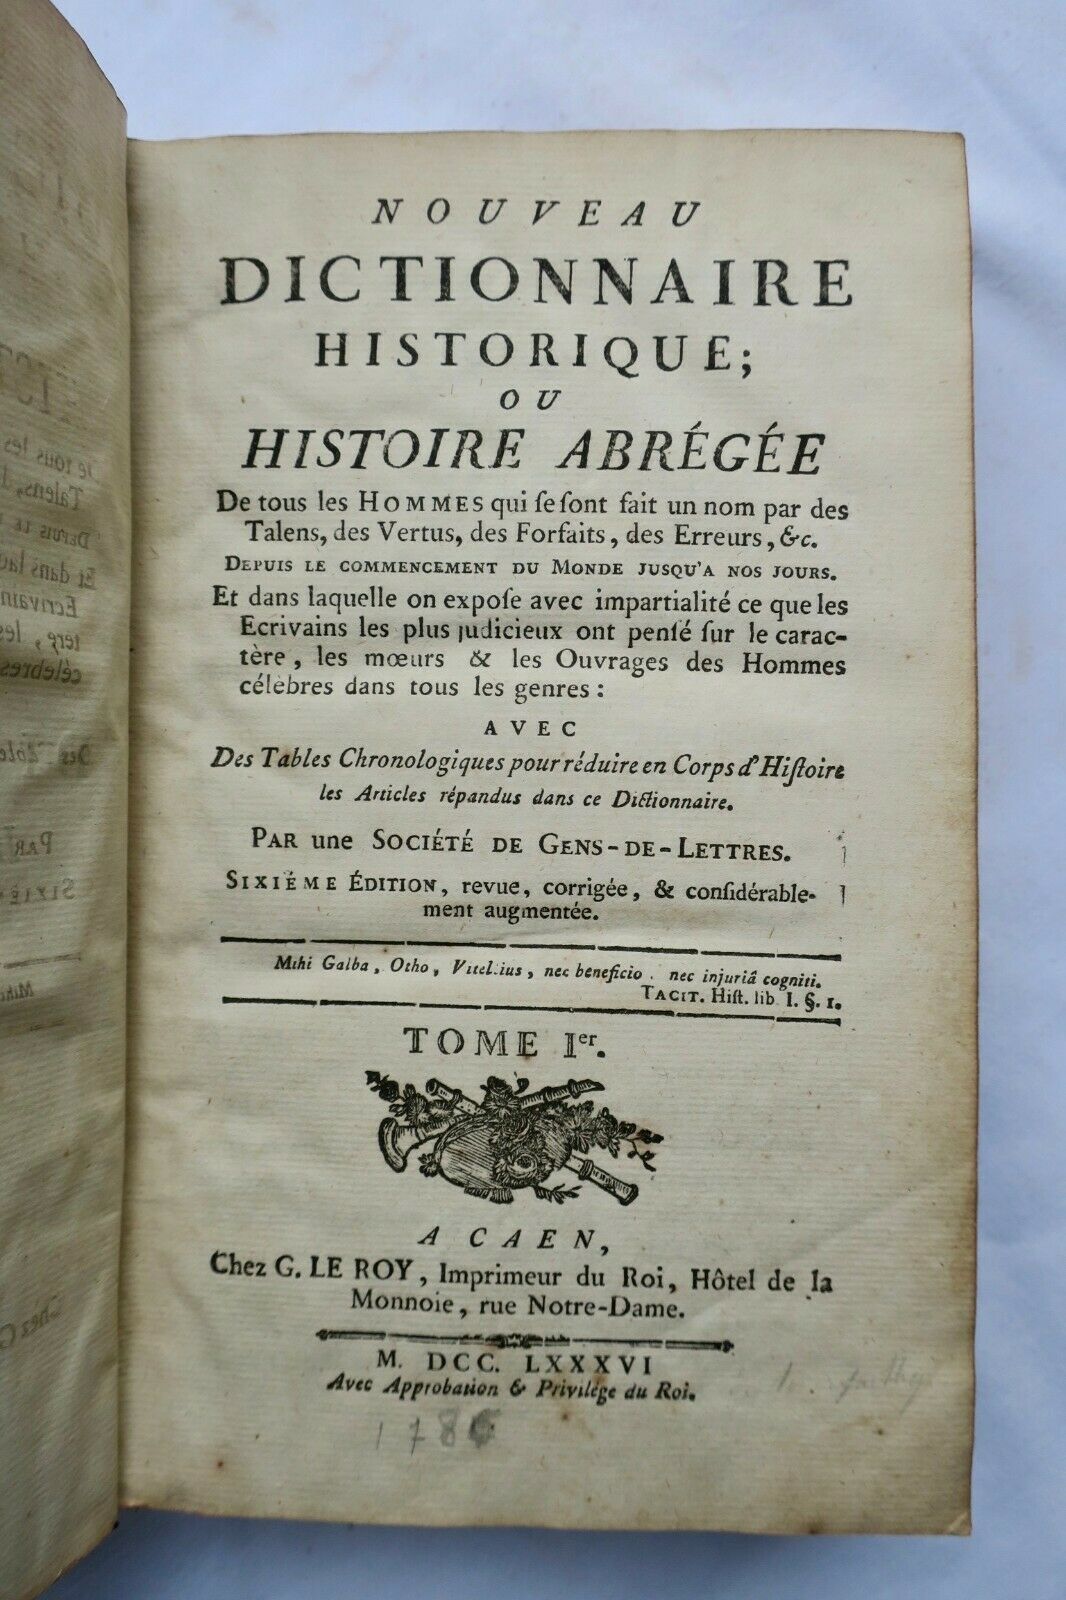 NOUVEAU
DICTIONNAIRE
HISTORIQUE;
OU
HISTOIRE ABRÉGÉE
De tous les HOMMES qui ſe ſont fait un nom par des
Talens, des Vertus, des Forfaits, des Erreurs, &c.
DEPUIS LE COMMENCEMENT DU MONDE JUSQU'A NOS JOURS.
Et dans laquelle on expoſe avec impartialité ce que les
Ecrivains les plus judicieux ont penſé ſur le carac-
tère, les mœurs & les Ouvrages des Hommes
célèbres dans tous les genres:
AVEC
Des Tables Chronologiques pour réduire en Corps d'Hiſtoire
les Articles répandus dans ce Dictionnaire.
PAR une SOCIÉTÉ DE GENS-DE-LETTRES.
SIXIÉME ÉDITION, revue, corrigée, & conſidérable-
ment augmentée.
Mihi Galba, Otho, Vitellius, nec beneficio, nec injuriâ cogniti.
TACIT. Hiſt. lib I. §. 1.
TOME Ier.
A CAEN,
Chez G. LE ROY, Imprimeur du Roi, Hôtel de la
Monnoie, rue Notre-Dame.
M. DCC. LXXXVI
Avec Approbation & Privilége du Roi.
1786